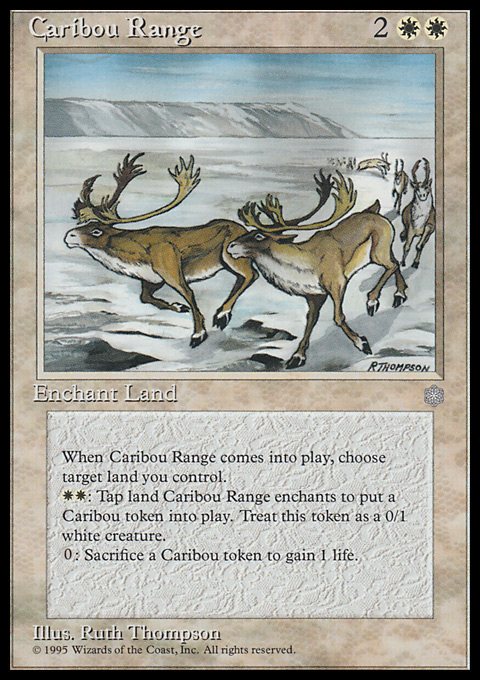 Caribou Range 2
R THOMPSON
Enchant Land
When Caribou Range comes into play, choose
target land you control.
: Tap land Caribou Range enchants to put a
Caribou token into play. Treat this token as a 0/1
white creature.
0: Sacrifice a Caribou token to gain 1 life.
Illus. Ruth Thompson
© 1995 Wizards of the Coast, Inc. All rights reserved.